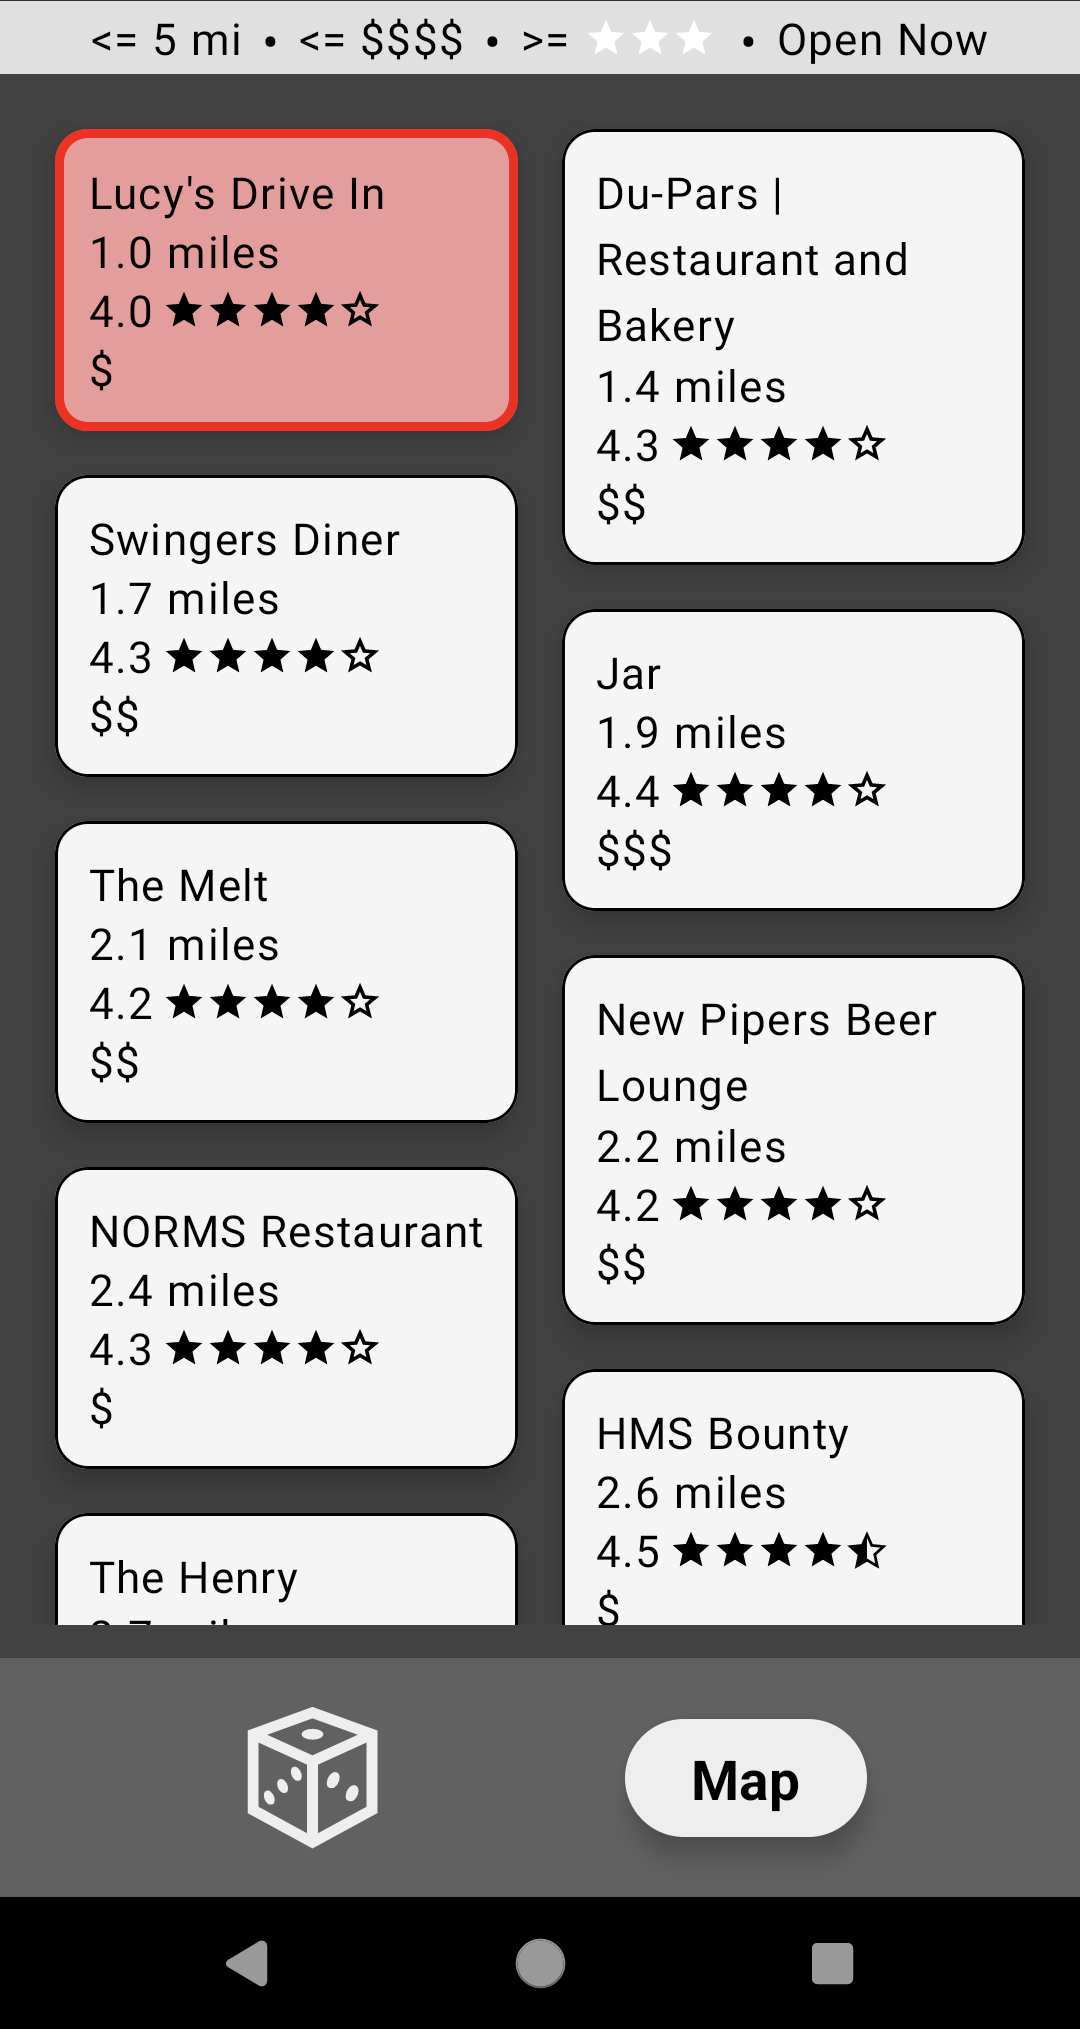 <= 5 mi • <= $$$$ • >= ★★★ • Open Now
Lucy's Drive In
1.0 miles
4.0 ★★★★☆
$
Du-Pars |
Restaurant and
Bakery
1.4 miles
4.3 ★★★★☆
$$
Swingers Diner
1.7 miles
4.3 ★★★★☆
$$
Jar
1.9 miles
4.4 ★★★★☆
$$$
The Melt
2.1 miles
4.2 ★★★★☆
$$
New Pipers Beer
Lounge
2.2 miles
4.2 ★★★★☆
$$
NORMS Restaurant
2.4 miles
4.3 ★★★★☆
$
HMS Bounty
2.6 miles
4.5 ★★★★⯪
$
The Henry
Map